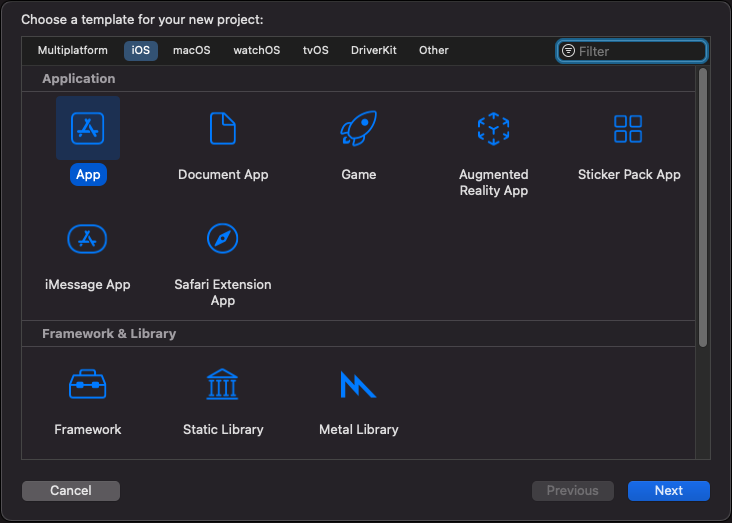 Choose a template for your new project:
Multiplatform iOS macOS watchOS tvOS DriverKit Other Filter
Application
App Document App Game Augmented Reality App Sticker Pack App
iMessage App Safari Extension App
Framework & Library
Framework Static Library Metal Library
Cancel Previous Next